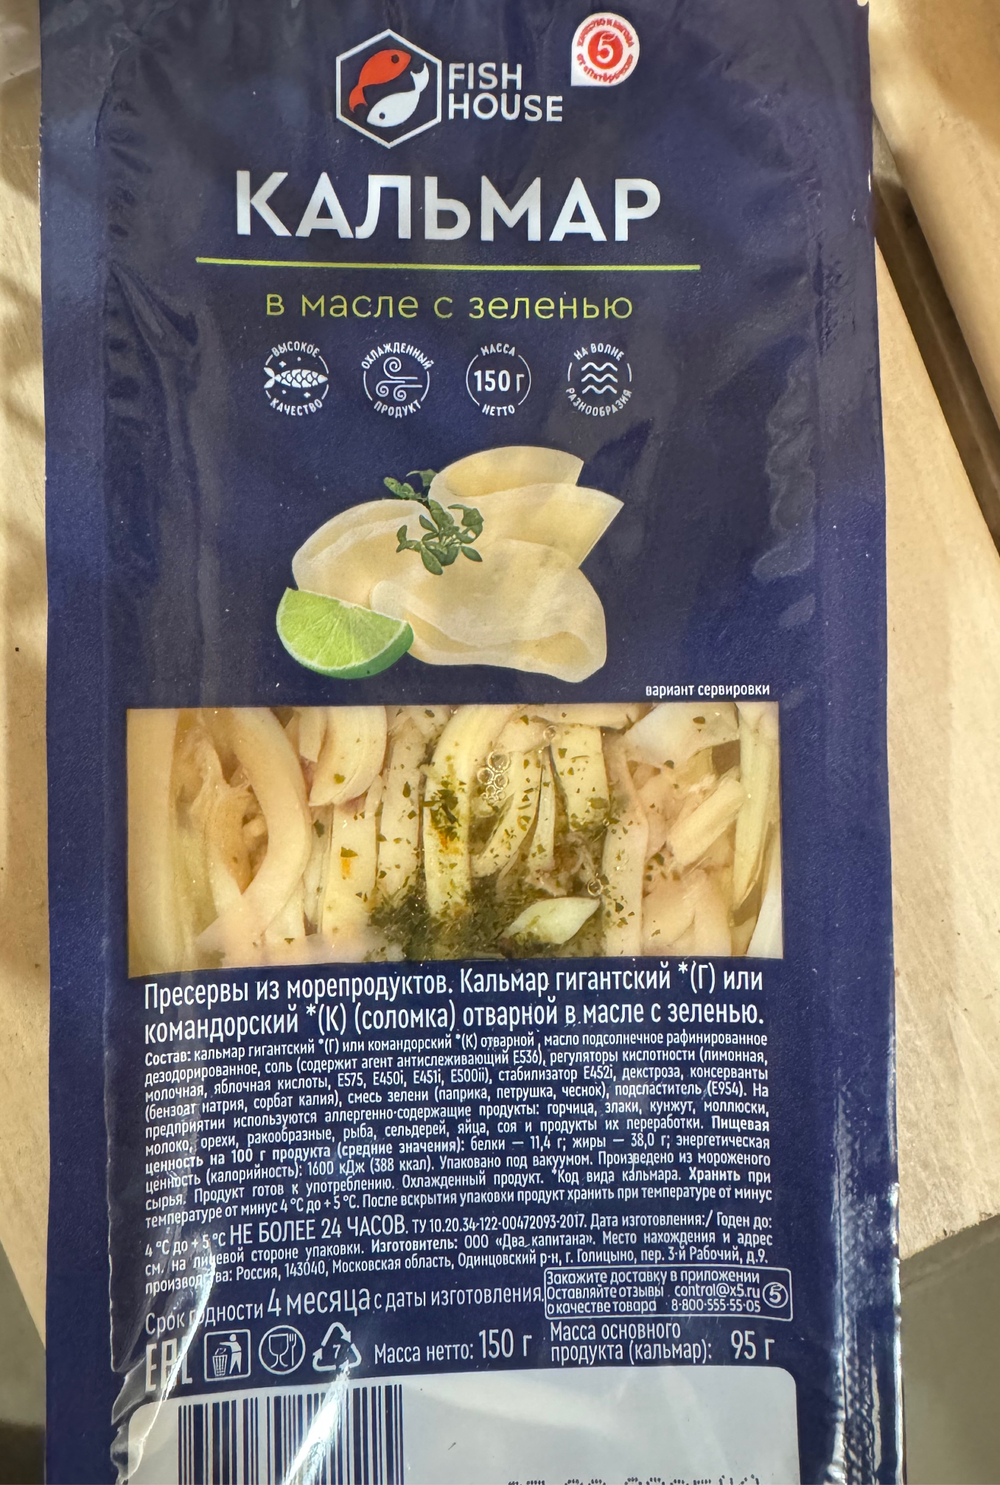 FISH
HOUSE
5
КАЛЬМАР
в масле с зеленью
ВЫСОКОЕ КАЧЕСТВО
ОХЛАЖДЕННЫЙ ПРОДУКТ
МАССА 150 г НЕТТО
НА ВОЛНЕ РАЗНООБРАЗИЯ
вариант сервировки
Пресервы из морепродуктов. Кальмар гигантский *(Г) или
командорский *(К) (соломка) отварной в масле с зеленью.
Состав: кальмар гигантский *(Г) или командорский *(К) отварной, масло подсолнечное рафинированное
дезодорированное, соль (содержит агент антислеживающий Е536), регуляторы кислотности (лимонная,
молочная, яблочная кислоты, Е575, Е450i, Е451i, Е500ii), стабилизатор Е452i, декстроза, консерванты
(бензоат натрия, сорбат калия), смесь зелени (паприка, петрушка, чеснок), подсластитель (Е954). На
предприятии используются аллергенно-содержащие продукты: горчица, злаки, кунжут, моллюски,
молоко, орехи, ракообразные, рыба, сельдерей, яйца, соя и продукты их переработки. Пищевая
ценность на 100 г продукта (средние значения): белки — 11,4 г; жиры — 38,0 г; энергетическая
ценность (калорийность): 1600 кДж (388 ккал). Упаковано под вакуумом. Произведено из мороженого
сырья. Продукт готов к употреблению. Охлажденный продукт. *Код вида кальмара. Хранить при
температуре от минус 4 °С до + 5 °С. После вскрытия упаковки продукт хранить при температуре от минус
4 °С до + 5 °С НЕ БОЛЕЕ 24 ЧАСОВ. ТУ 10.20.34-122-00472093-2017. Дата изготовления:/ Годен до:
см. на лицевой стороне упаковки. Изготовитель: ООО «Два капитана». Место нахождения и адрес
производства: Россия, 143040, Московская область, Одинцовский р-н, г. Голицыно, пер. 3-й Рабочий, д.9.
Срок годности 4 месяца с даты изготовления.
Закажите доставку в приложении
Оставляйте отзывы control@x5.ru
о качестве товара 8-800-555-55-05
5
EAC
7
Масса нетто: 150 г
Масса основного
продукта (кальмар): 95 г